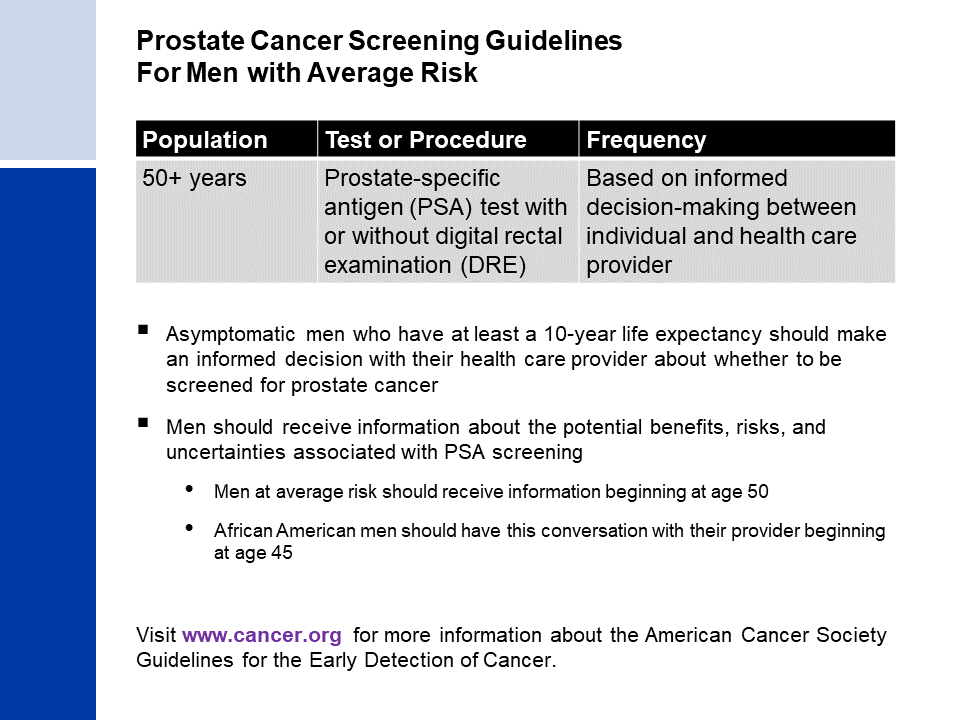 Prostate Cancer Screening Guidelines
For Men with Average Risk
Population Test or Procedure Frequency
50+ years
Prostate-specific
antigen (PSA) test with
or without digital rectal
examination (DRE)
Based on informed
decision-making between
individual and health care
provider
▪ Asymptomatic men who have at least a 10-year life expectancy should make
an informed decision with their health care provider about whether to be
screened for prostate cancer
▪ Men should receive information about the potential benefits, risks, and
uncertainties associated with PSA screening
• Men at average risk should receive information beginning at age 50
• African American men should have this conversation with their provider beginning
at age 45
Visit www.cancer.org for more information about the American Cancer Society
Guidelines for the Early Detection of Cancer.